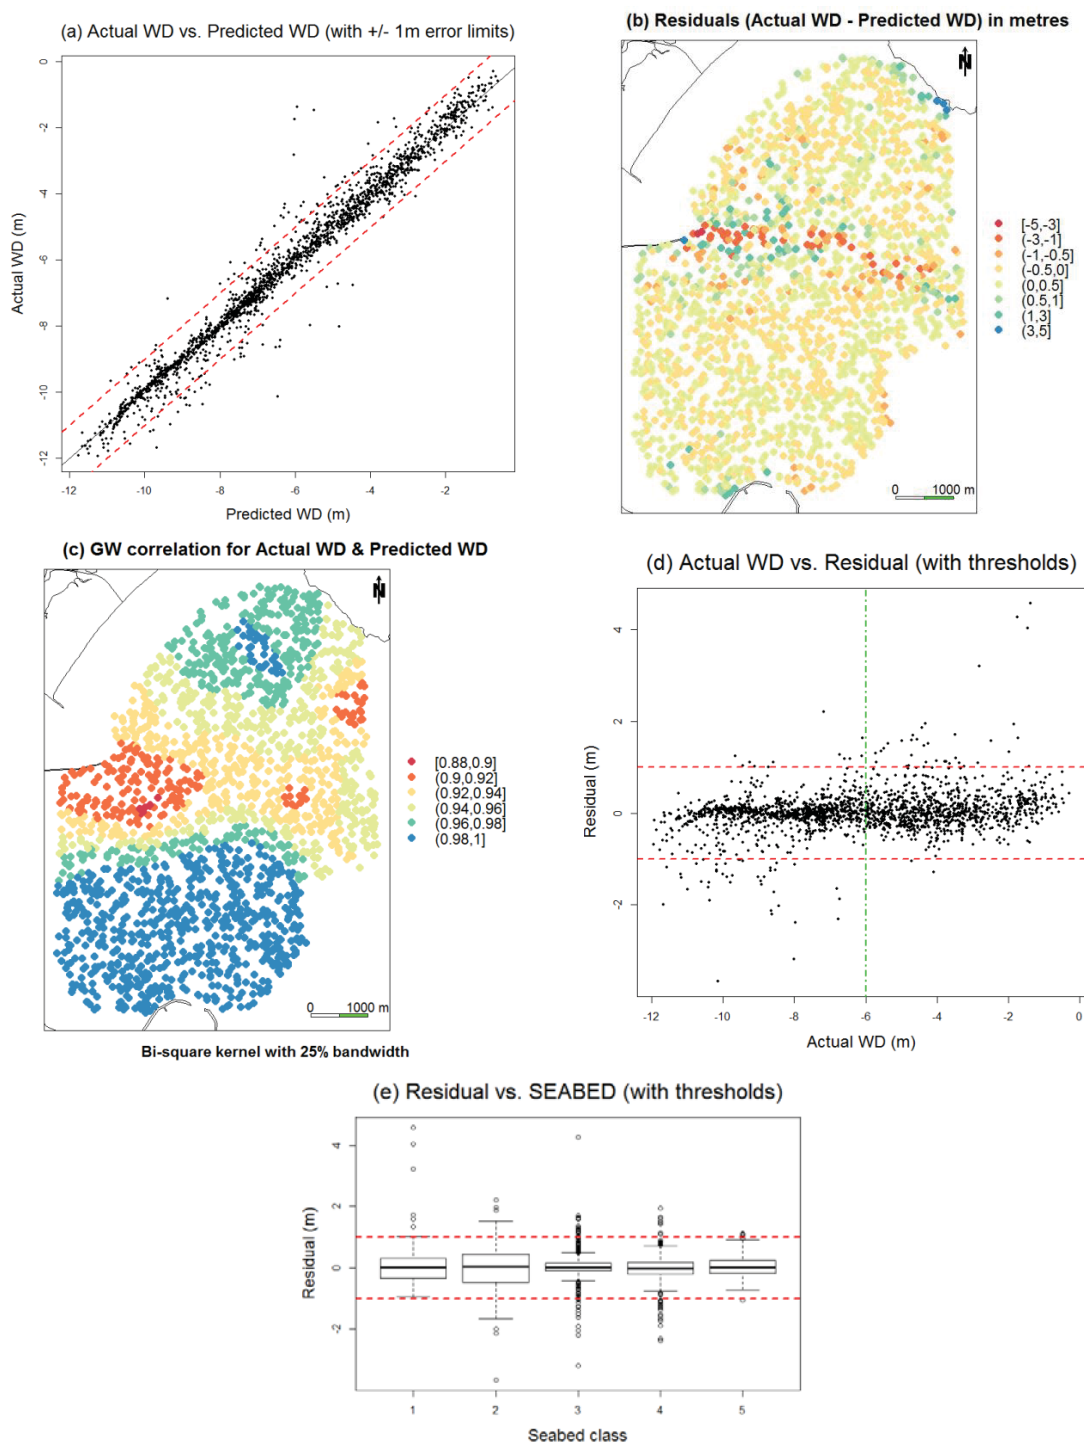 (a) Actual WD vs. Predicted WD (with +/- 1m error limits)
Actual WD (m)
0
-2
-4
-6
-8
-10
-12
-12 -10 -8 -6 -4 -2
Predicted WD (m)
(b) Residuals (Actual WD - Predicted WD) in metres
N
[-5,-3]
(-3,-1]
(-1,-0.5]
(-0.5,0]
(0,0.5]
(0.5,1]
(1,3]
(3,5]
0 1000 m
(c) GW correlation for Actual WD & Predicted WD
N
[0.88,0.9]
(0.9,0.92]
(0.92,0.94]
(0.94,0.96]
(0.96,0.98]
(0.98,1]
0 1000 m
Bi-square kernel with 25% bandwidth
(d) Actual WD vs. Residual (with thresholds)
Residual (m)
4
2
0
-2
-12 -10 -8 -6 -4 -2 0
Actual WD (m)
(e) Residual vs. SEABED (with thresholds)
Residual (m)
4
2
0
-2
1 2 3 4 5
Seabed class